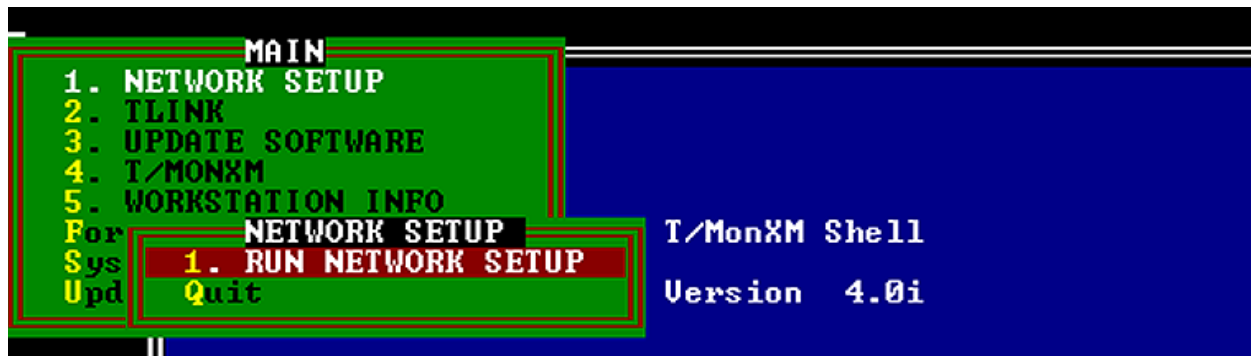 MAIN
1. NETWORK SETUP
2. TLINK
3. UPDATE SOFTWARE
4. T/MONXM
5. WORKSTATION INFO
For
Sys
Upd
NETWORK SETUP
1. RUN NETWORK SETUP
Quit
T/MonXM Shell
Version 4.0i